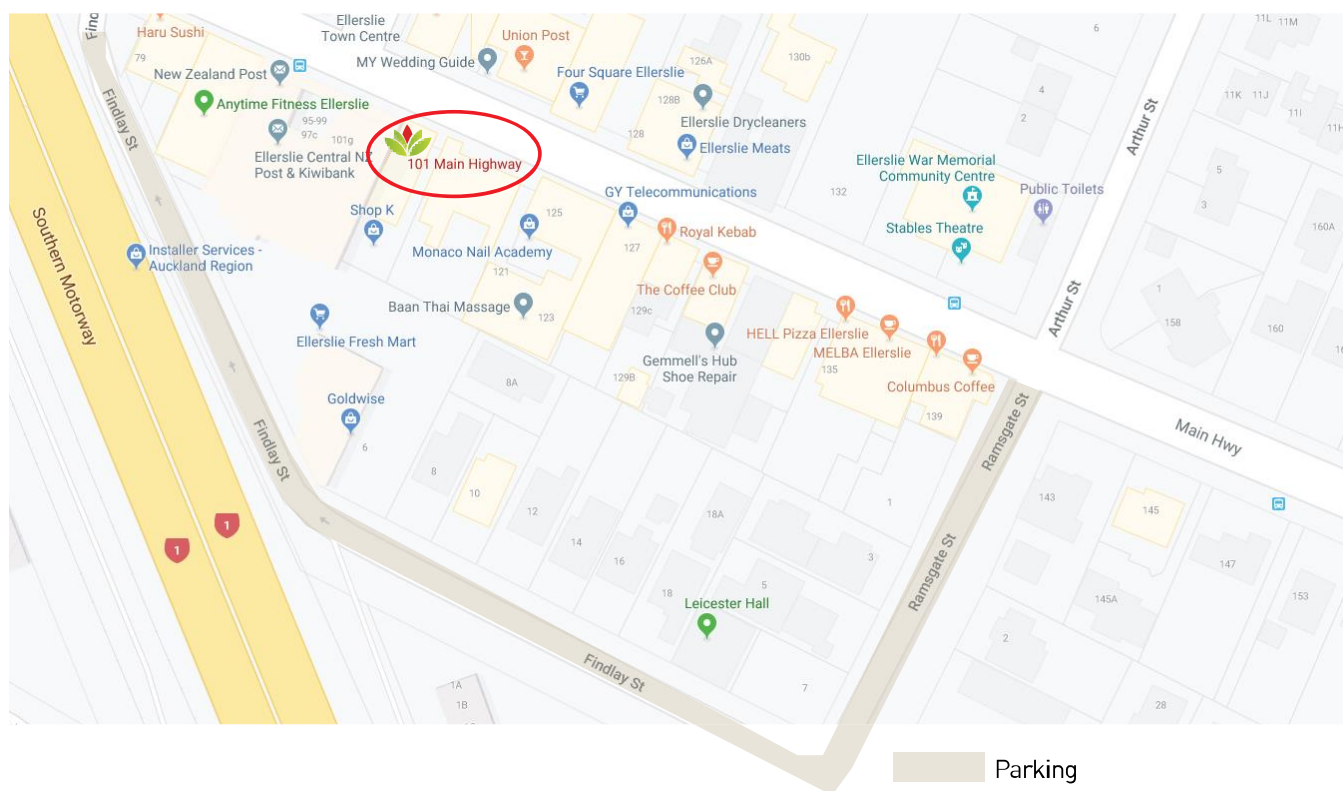 Find
Haru Sushi
79
Ellerslie
Town Centre
MY Wedding Guide
Union Post
New Zealand Post
Four Square Ellerslie
126A
130b
6
11L
11M
Anytime Fitness Ellerslie
95-99
97c
101g
128B
Ellerslie Drycleaners
4
11K
11J
11I
2
Findlay St
Ellerslie Central NZ
Post & Kiwibank
101 Main Highway
128
Ellerslie Meats
Arthur St
Ellerslie War Memorial
Community Centre
5
GY Telecommunications
132
Public Toilets
3
Shop K
125
Royal Kebab
Stables Theatre
160A
Southern Motorway
Installer Services -
Auckland Region
Monaco Nail Academy
127
121
The Coffee Club
1
Baan Thai Massage
123
129c
Arthur St
158
160
Ellerslie Fresh Mart
HELL Pizza Ellerslie
MELBA Ellerslie
Gemmell's Hub
Shoe Repair
135
8A
129B
Columbus Coffee
Goldwise
139
Ramsgate St
Main Hwy
Findlay St
6
8
10
12
1
143
145
14
18A
16
3
147
1
1
18
5
Ramsgate St
145A
153
Leicester Hall
2
Findlay St
7
1A
1B
28
Parking